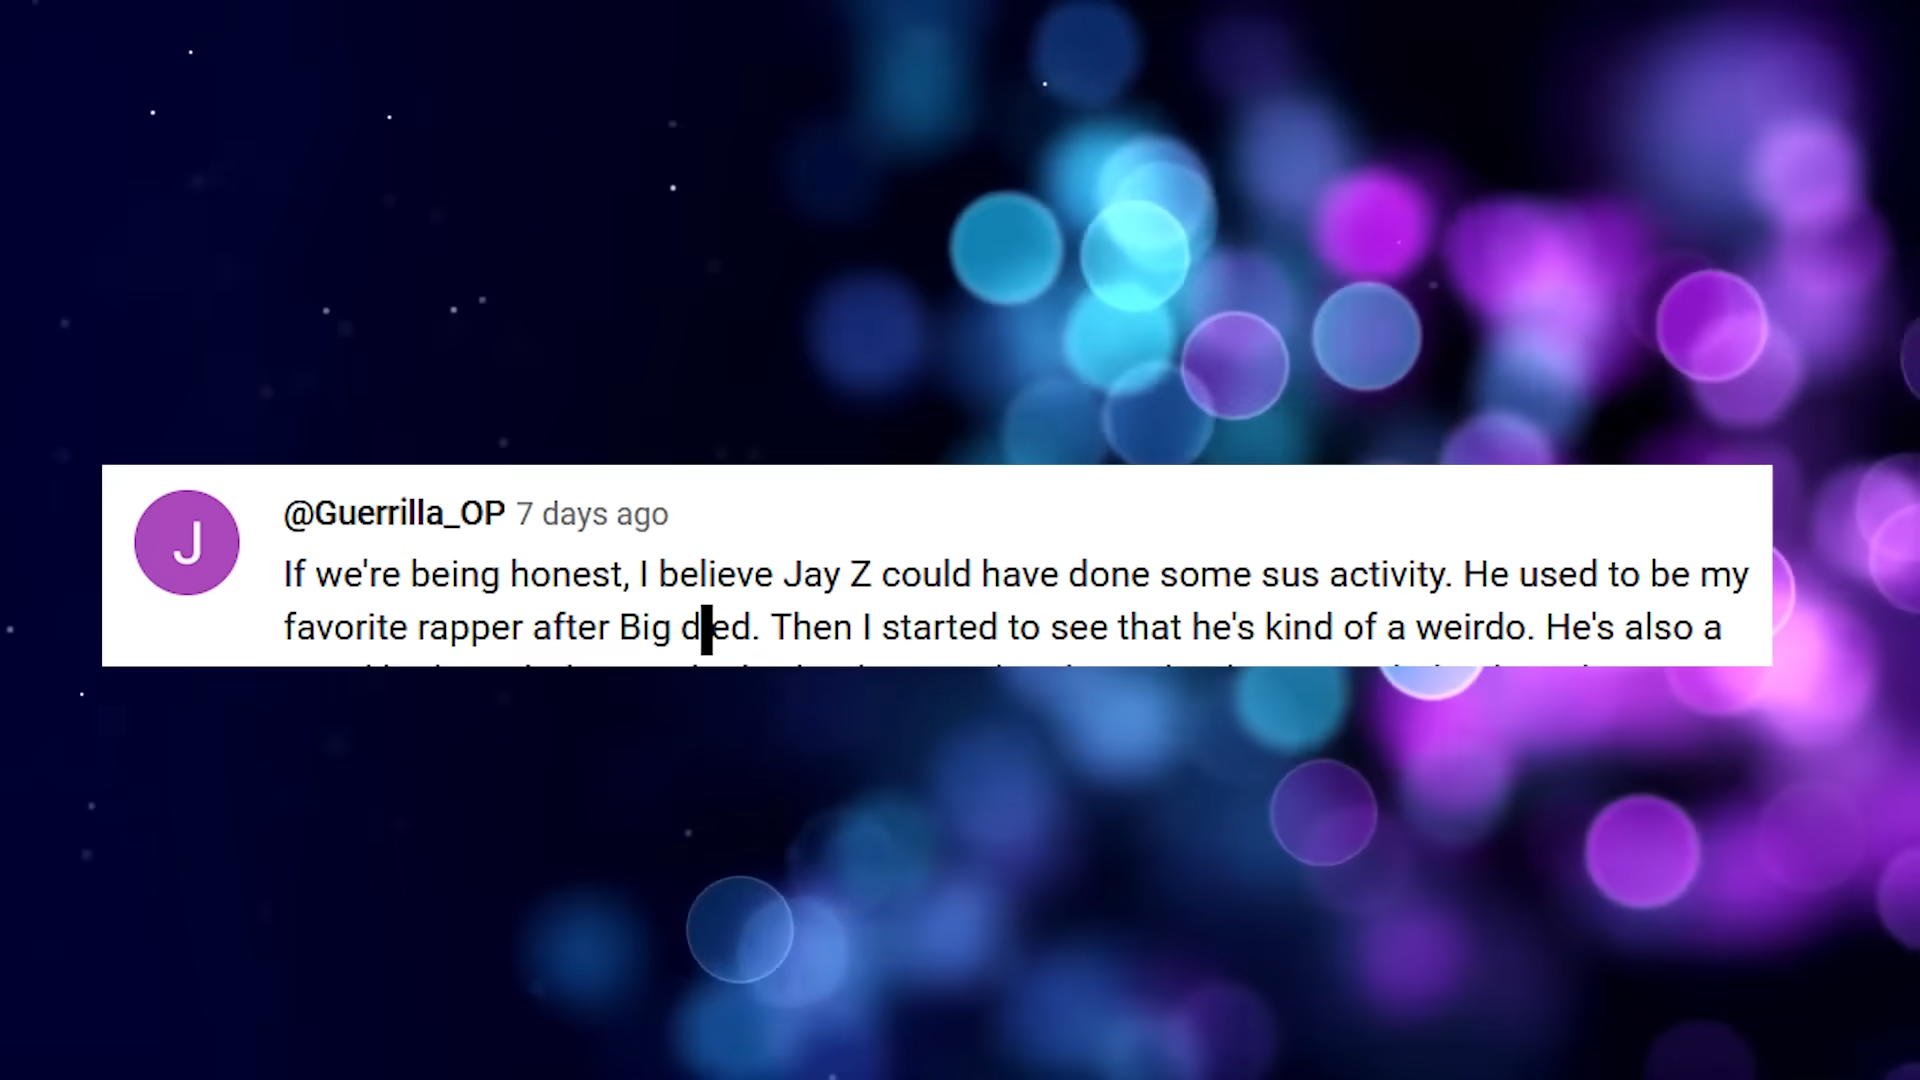 J
@Guerrilla_OP 7 days ago
If we're being honest, I believe Jay Z could have done some sus activity. He used to be my
favorite rapper after Big died. Then I started to see that he's kind of a weirdo. He's also a